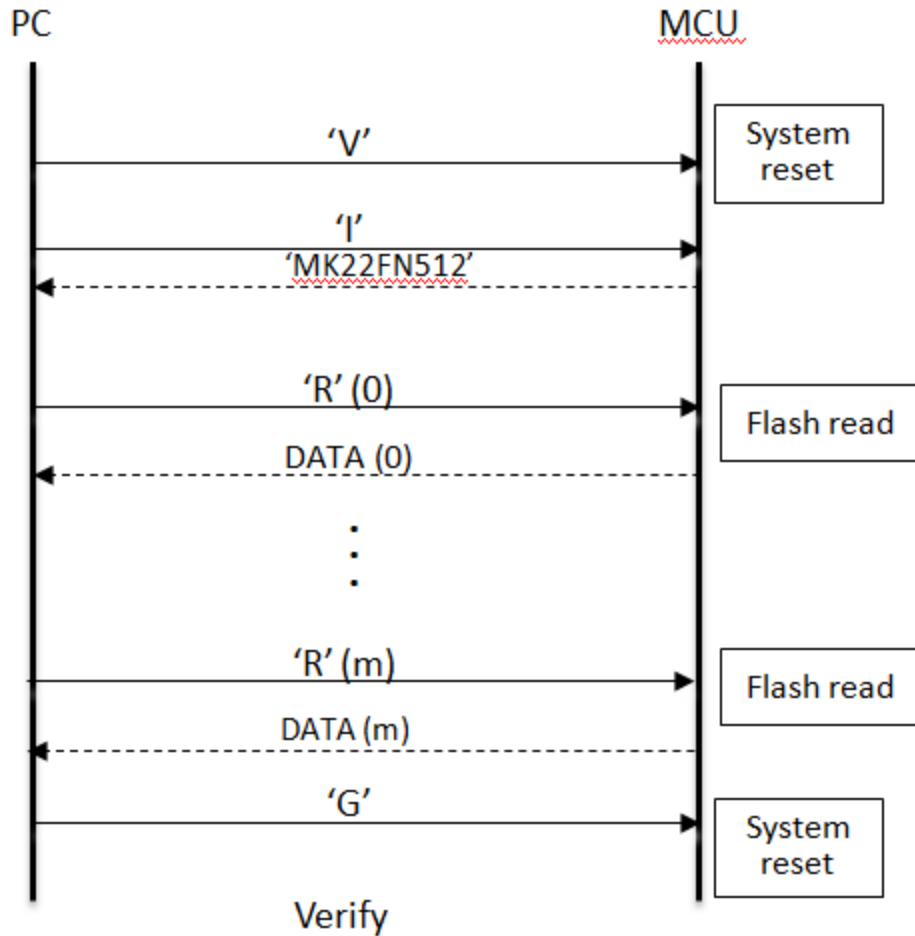 PC
MCU
‘V’
System
reset
‘I’
‘MK22FN512’
‘R’ (0)
Flash read
DATA (0)
‘R’ (m)
Flash read
DATA (m)
‘G’
System
reset
Verify